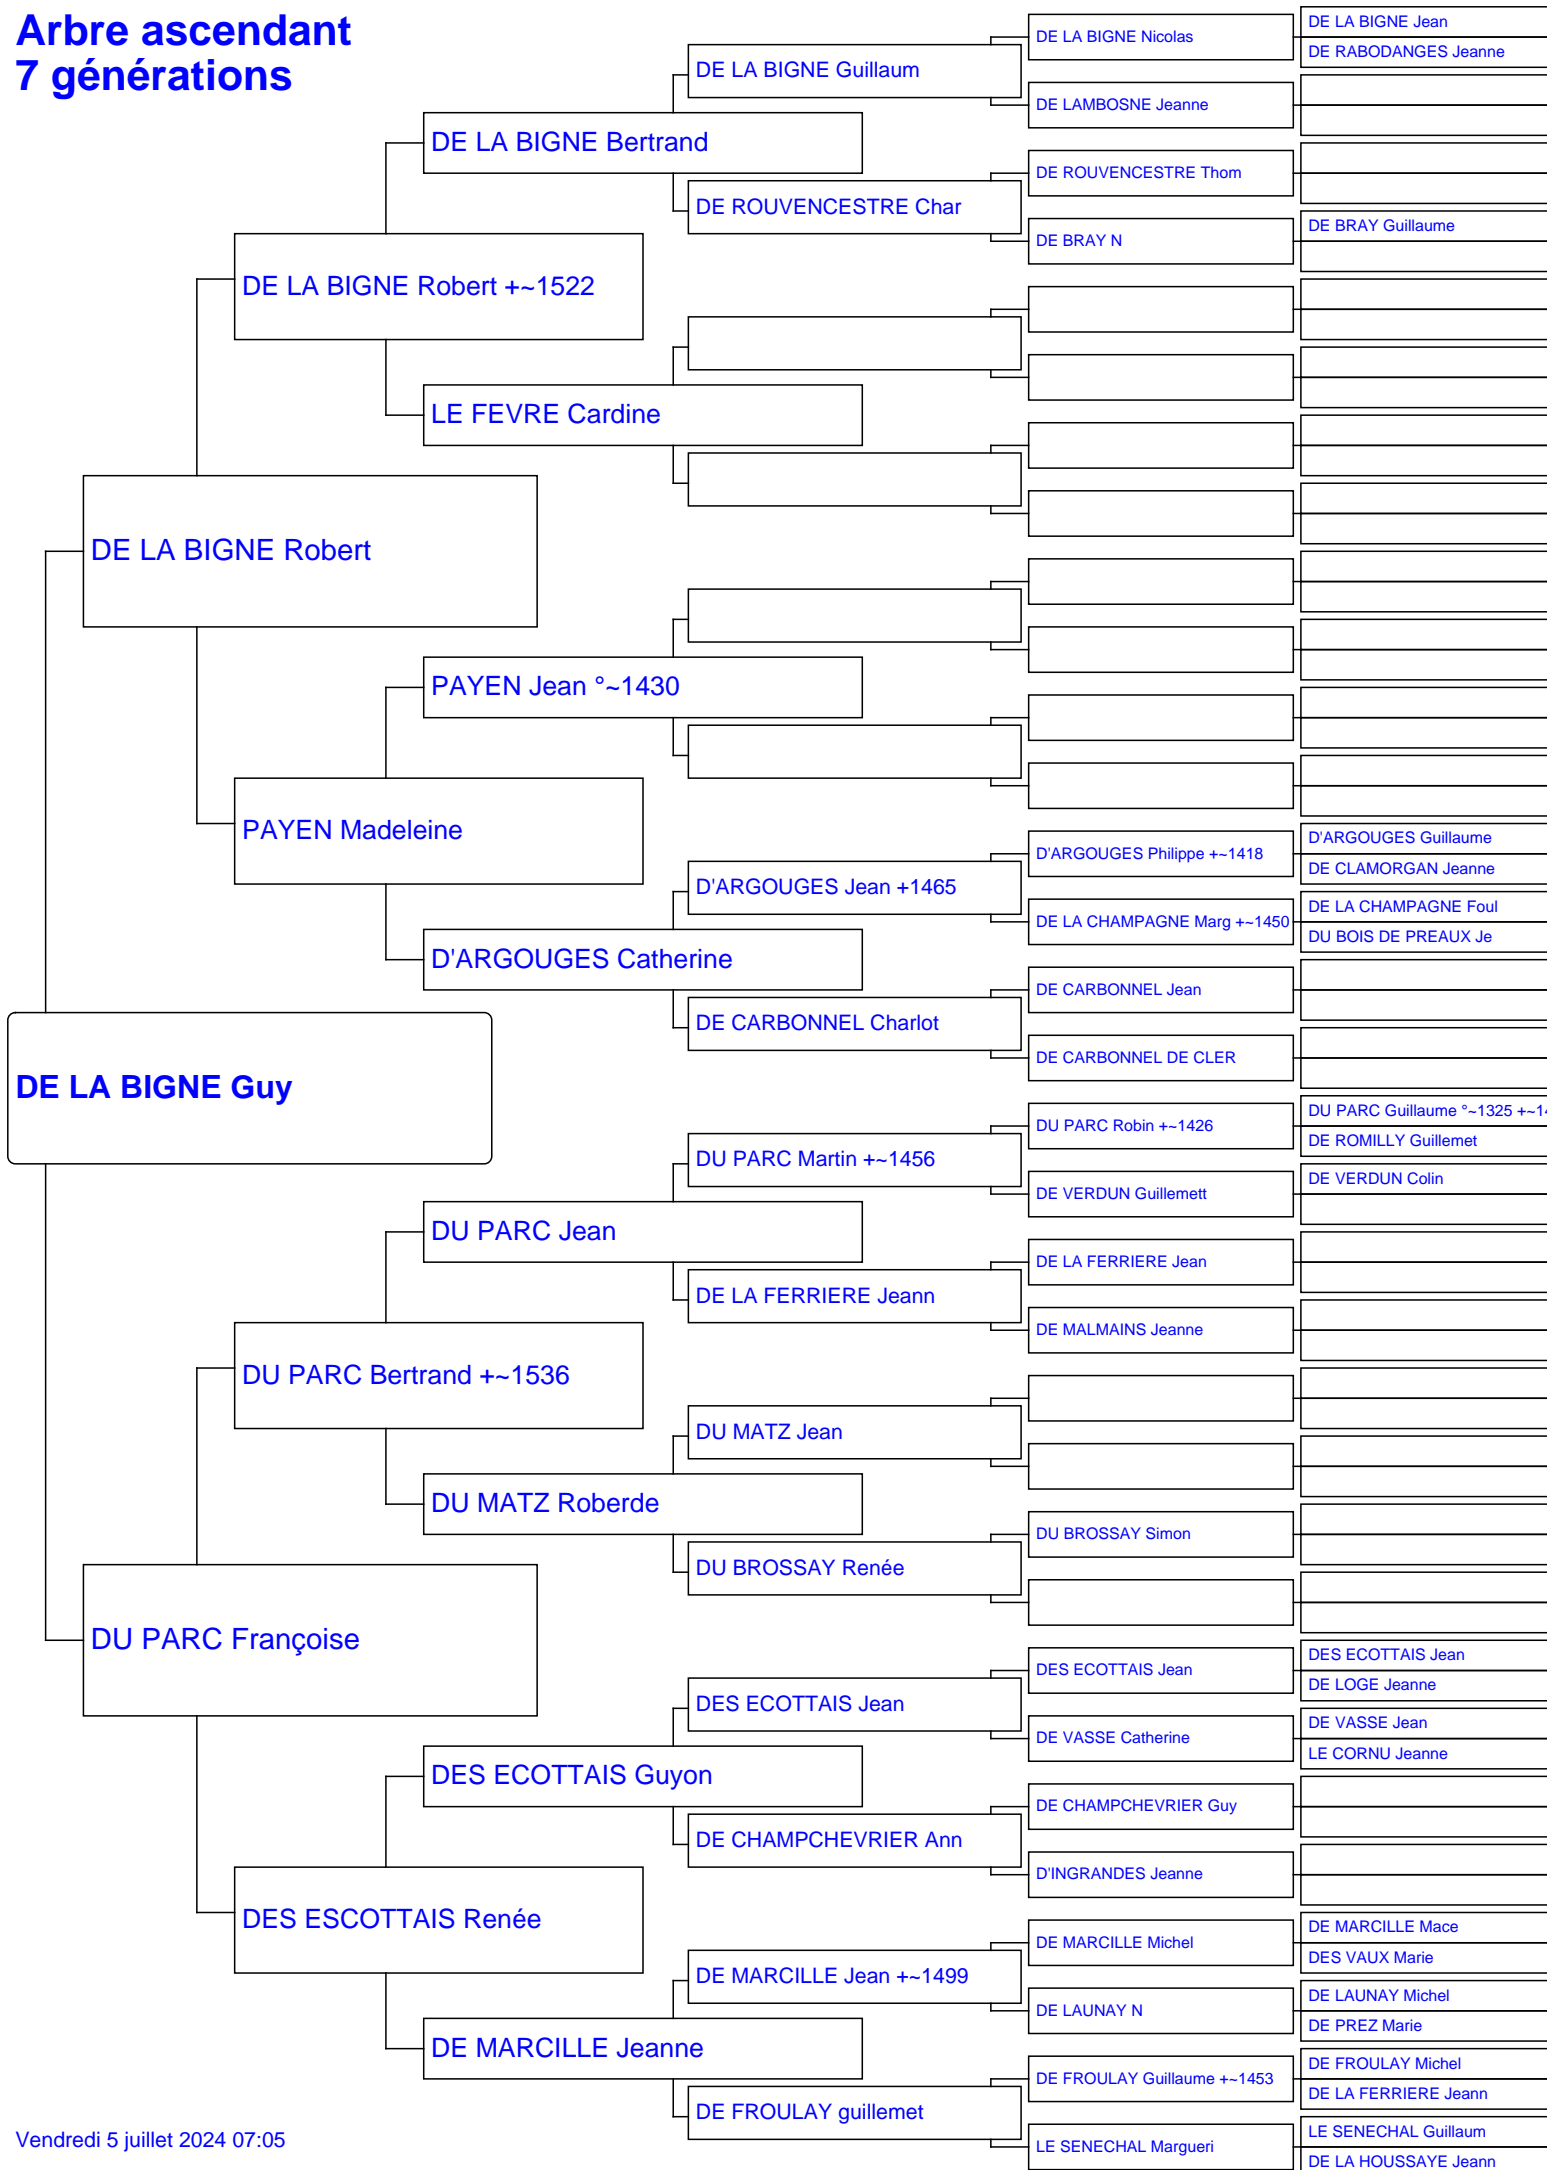 Arbre ascendant
7 générations
DE LA BIGNE Guy
DE LA BIGNE Robert
DU PARC Françoise
DE LA BIGNE Robert +~1522
PAYEN Madeleine
DU PARC Bertrand +~1536
DES ESCOTTAIS Renée
DE LA BIGNE Bertrand
LE FEVRE Cardine
PAYEN Jean °~1430
D'ARGOUGES Catherine
DU PARC Jean
DU MATZ Roberde
DES ECOTTAIS Guyon
DE MARCILLE Jeanne
DE LA BIGNE Guillaum
DE ROUVENCESTRE Char
D'ARGOUGES Jean +1465
DE CARBONNEL Charlot
DU PARC Martin +~1456
DE LA FERRIERE Jeann
DU MATZ Jean
DU BROSSAY Renée
DES ECOTTAIS Jean
DE CHAMPCHEVRIER Ann
DE MARCILLE Jean +~1499
DE FROULAY guillemet
DE LA BIGNE Nicolas
DE LAMBOSNE Jeanne
DE ROUVENCESTRE Thom
DE BRAY N
D'ARGOUGES Philippe +~1418
DE LA CHAMPAGNE Marg +~1450
DE CARBONNEL Jean
DE CARBONNEL DE CLER
DU PARC Robin +~1426
DE VERDUN Guillemett
DE LA FERRIERE Jean
DE MALMAINS Jeanne
DU BROSSAY Simon
DES ECOTTAIS Jean
DE VASSE Catherine
DE CHAMPCHEVRIER Guy
D'INGRANDES Jeanne
DE MARCILLE Michel
DE LAUNAY N
DE FROULAY Guillaume +~1453
LE SENECHAL Margueri
DE LA BIGNE Jean
DE RABODANGES Jeanne
DE BRAY Guillaume
D'ARGOUGES Guillaume
DE CLAMORGAN Jeanne
DE LA CHAMPAGNE Foul
DU BOIS DE PREAUX Je
DU PARC Guillaume °~1325 +~14
DE ROMILLY Guillemet
DE VERDUN Colin
DES ECOTTAIS Jean
DE LOGE Jeanne
DE VASSE Jean
LE CORNU Jeanne
DE MARCILLE Mace
DES VAUX Marie
DE LAUNAY Michel
DE PREZ Marie
DE FROULAY Michel
DE LA FERRIERE Jeann
LE SENECHAL Guillaum
DE LA HOUSSAYE Jeann
Vendredi 5 juillet 2024 07:05